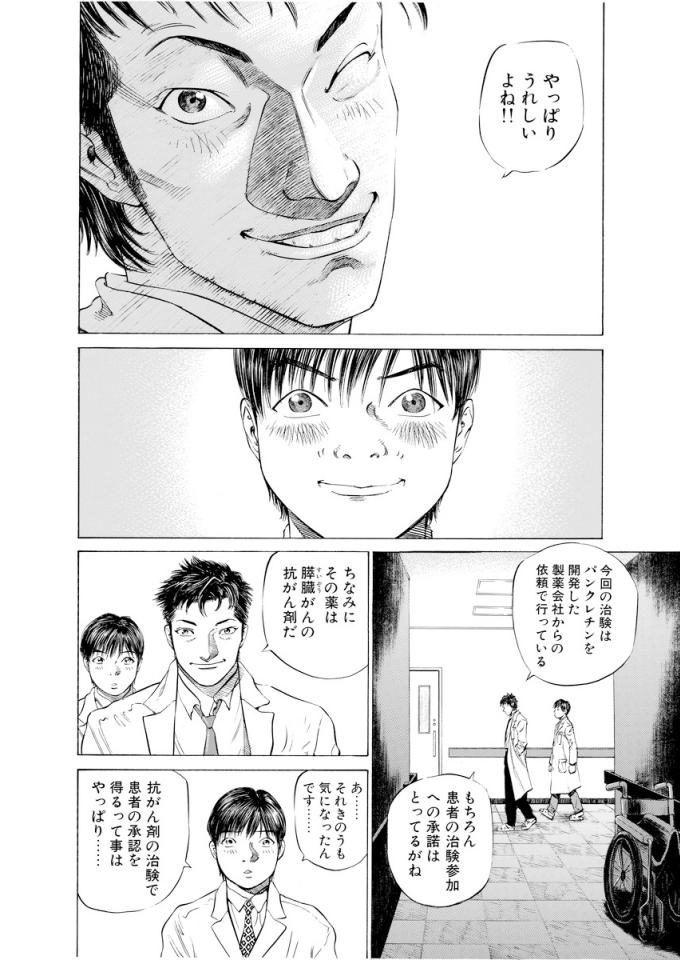 やっぱり
うれしい
よね!!
今回の治験は
パンクレチンを
開発した
製薬会社からの
依頼で行っている
もちろん
患者の治験参加
への承諾は
とってるがね
ちなみに
その薬は
膵臓がんの
すいぞう
抗がん剤だ
あ……
それきのうも
気になったん
です……
抗がん剤の治験で
患者の承認を
得るって事は
やっぱり……